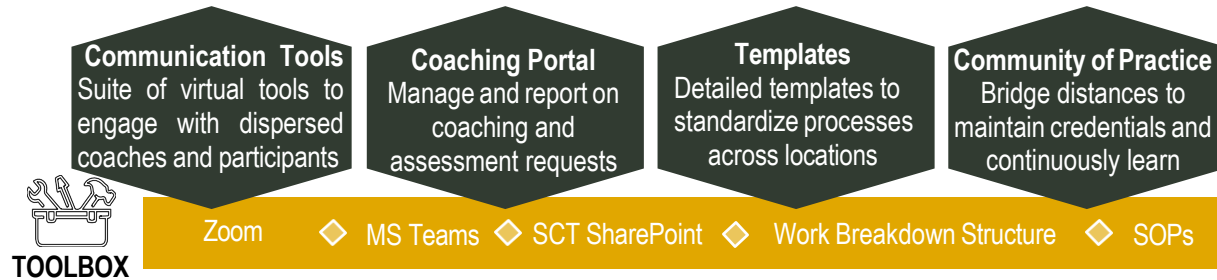 Communication Tools
Suite of virtual tools to
engage with dispersed
coaches and participants
Coaching Portal
Manage and report on
coaching and
assessment requests
Templates
Detailed templates to
standardize processes
across locations
Community of Practice
Bridge distances to
maintain credentials and
continuously learn
TOOLBOX
Zoom
MS Teams
SCT SharePoint
Work Breakdown Structure
SOPs